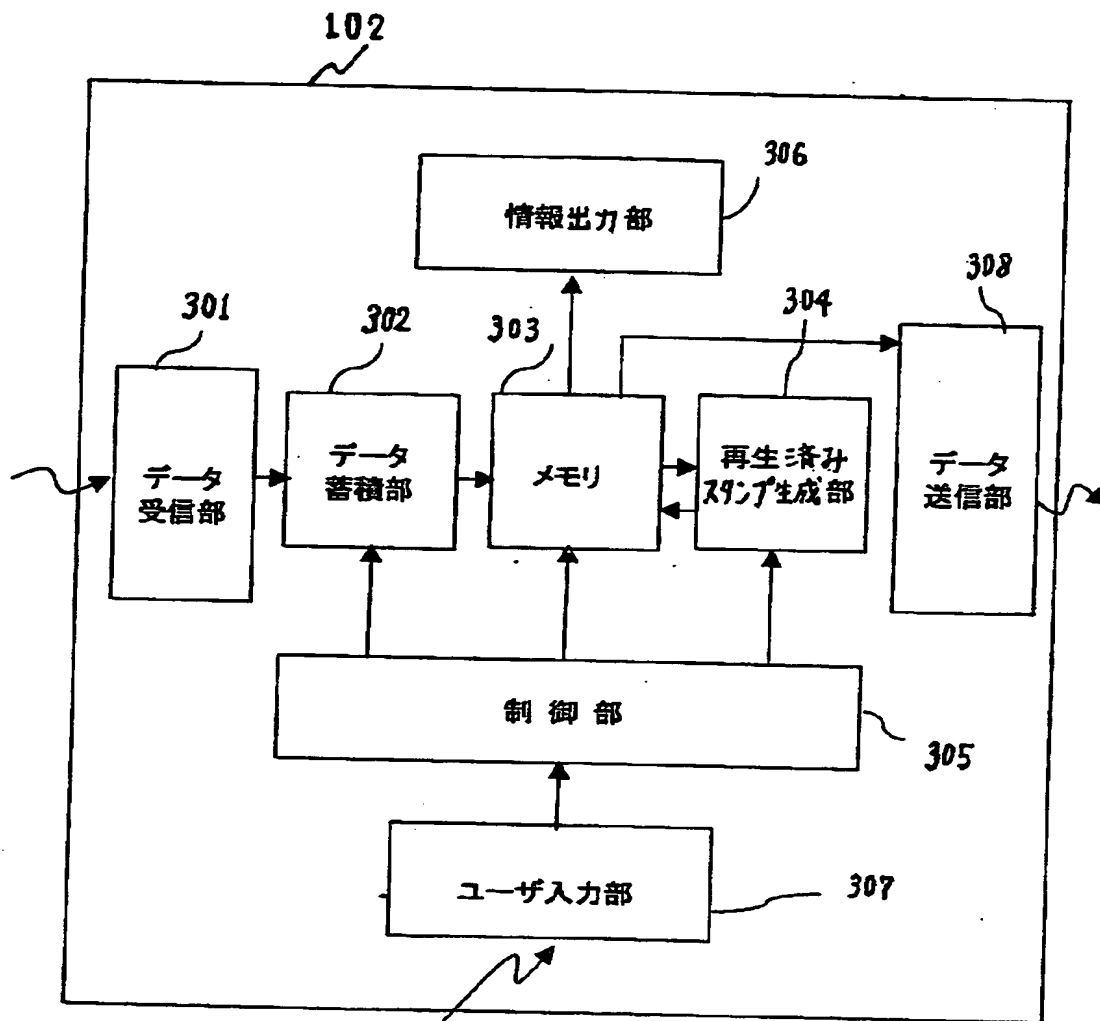 102
306
情報出力部
308
301
302
303
304
データ
受信部
データ
蓄積部
メモリ
再生済み
スタンプ生成部
データ
送信部
制御部
305
ユーザ入力部
307